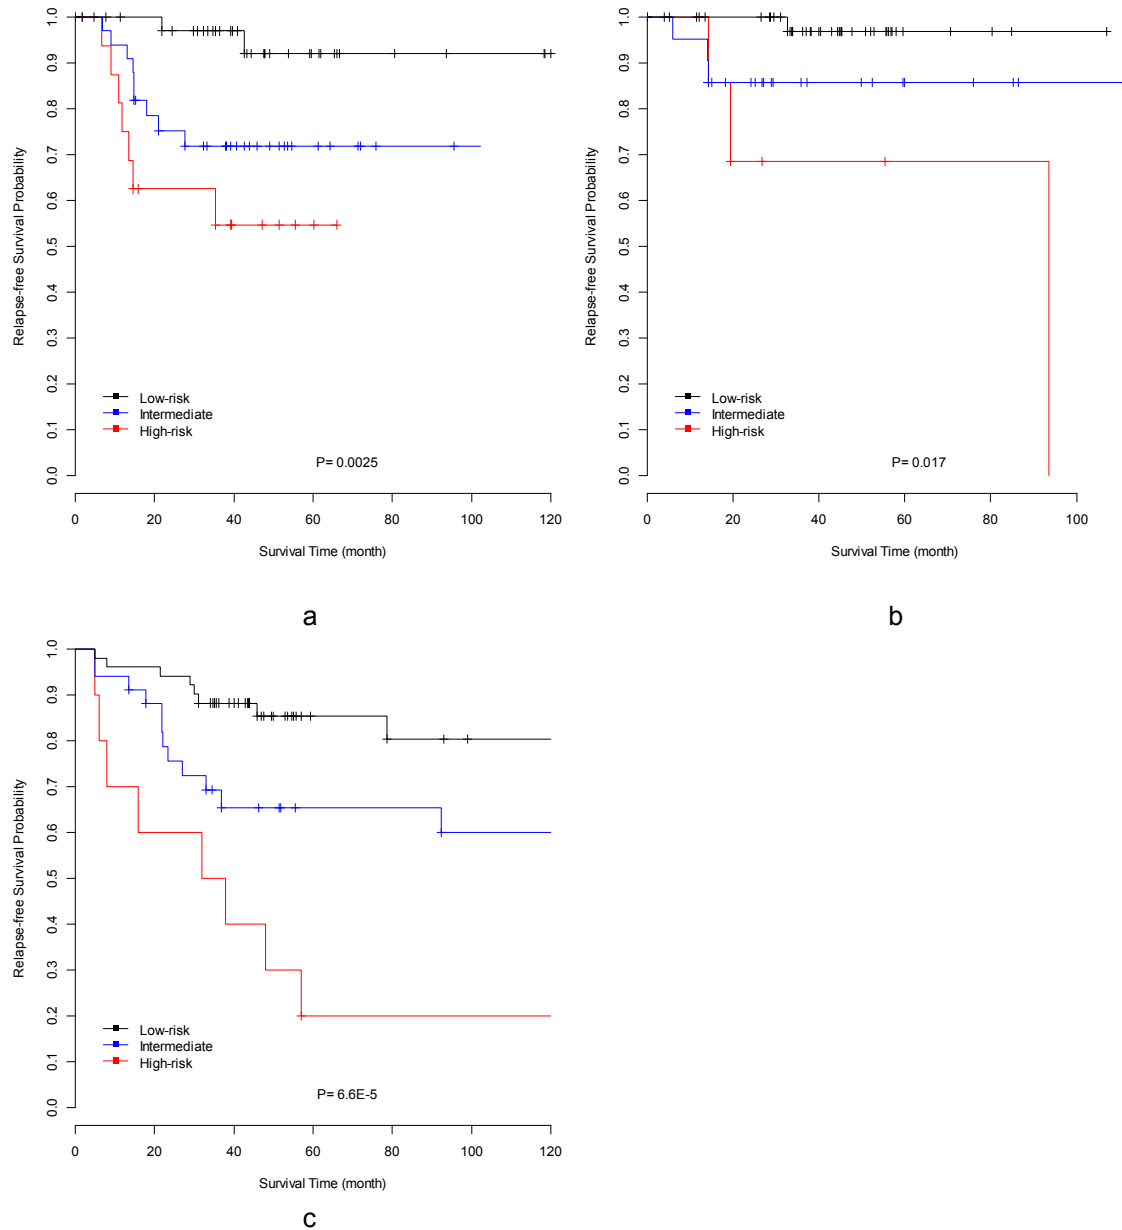 1.0
0.9
0.8
0.7
0.6
0.5
0.4
0.3
0.2
0.1
0.0
Relapse-free Survival Probability
Low-risk
Intermediate
High-risk
P= 0.0025
0 20 40 60 80 100 120
Survival Time (month)
a
1.0
0.9
0.8
0.7
0.6
0.5
0.4
0.3
0.2
0.1
0.0
Relapse-free Survival Probability
Low-risk
Intermediate
High-risk
P= 0.017
0 20 40 60 80 100
Survival Time (month)
b
1.0
0.9
0.8
0.7
0.6
0.5
0.4
0.3
0.2
0.1
0.0
Relapse-free Survival Probability
Low-risk
Intermediate
High-risk
P= 6.6E-5
0 20 40 60 80 100 120
Survival Time (month)
c